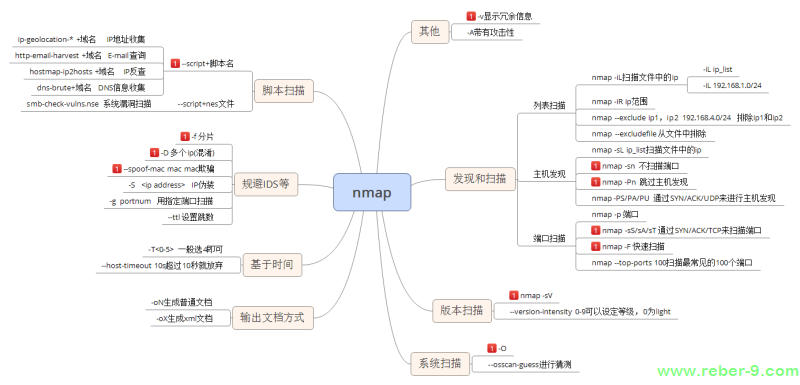 nmap
其他
1 -v显示冗余信息
-A带有攻击性
发现和扫描
列表扫描
nmap -iL扫描文件中的ip
-iL ip_list
-iL 192.168.1.0/24
nmap -iR ip范围
nmap --exclude ip1，ip2 192.168.4.0/24 排除ip1和ip2
nmap --excludefile 从文件中排除
主机发现
nmap -sL ip_list扫描文件中的ip
1 nmap -sn 不扫描端口
1 nmap -Pn 跳过主机发现
nmap -PS/PA/PU 通过SYN/ACK/UDP来进行主机发现
端口扫描
nmap -p 端口
1 nmap -sS/sA/sT 通过SYN/ACK/TCP来扫描端口
1 nmap -F 快速扫描
nmap --top-ports 100扫描最常见的100个端口
版本扫描
1 nmap -sV
--version-intensity 0-9可以设定等级，0为light
系统扫描
1 -O
--osscan-guess进行猜测
脚本扫描
1 --script+脚本名
ip-geolocation-* +域名 IP地址收集
http-email-harvest +域名 E-mail查询
hostmap-ip2hosts +域名 IP反查
dns-brute+域名 DNS信息收集
--script+nes文件
smb-check-vulns.nse 系统漏洞扫描
规避IDS等
1 -f 分片
1 -D 多个ip(混淆)
1 --spoof-mac mac mac欺骗
-S <ip address> IP伪装
-g portnum 用指定端口扫描
--ttl 设置跳数
基于时间
-T<0-5> 一般选4即可
--host-timeout 10s超过10秒就放弃
输出文档方式
-oN生成普通文档
-oX生成xml文档
www.reber-9.com